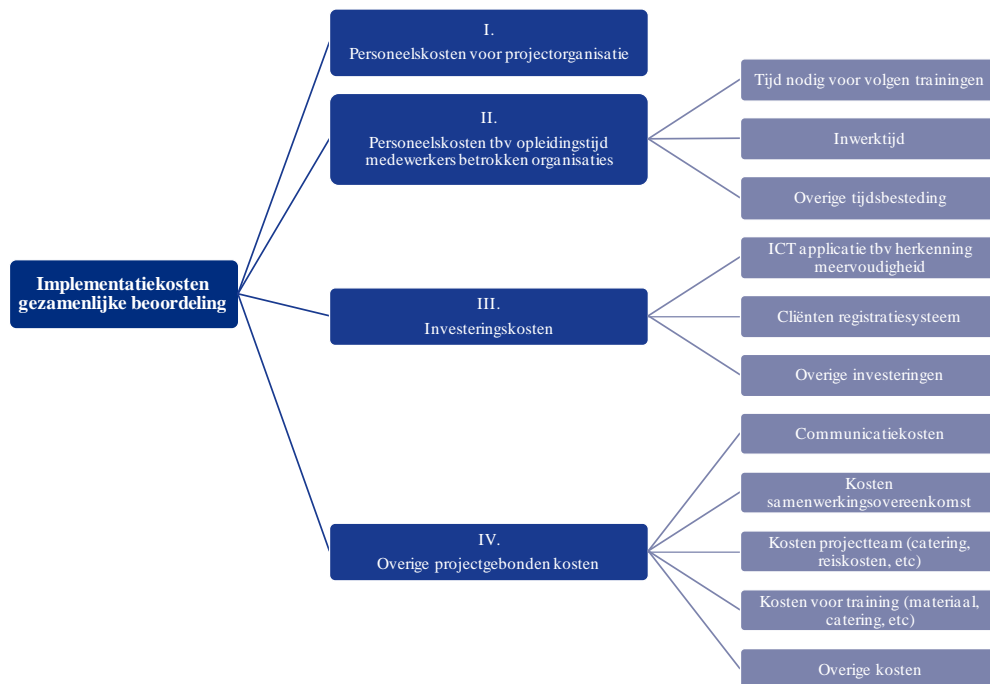 Implementatiekosten
gezamenlijke beoordeling
I.
Personeelskosten voor projectorganisatie
II.
Personeelskosten tbv opleidingstijd
medewerkers betrokken organisaties
Tijd nodig voor volgen trainingen
Inwerktijd
Overige tijdsbesteding
III.
Investeringskosten
ICT applicatie tbv herkenning
meervoudigheid
Cliënten registratiesysteem
Overige investeringen
IV.
Overige projectgebonden kosten
Communicatiekosten
Kosten
samenwerkingsovereenkomst
Kosten projectteam (catering,
reiskosten, etc)
Kosten voor training (materiaal,
catering, etc)
Overige kosten